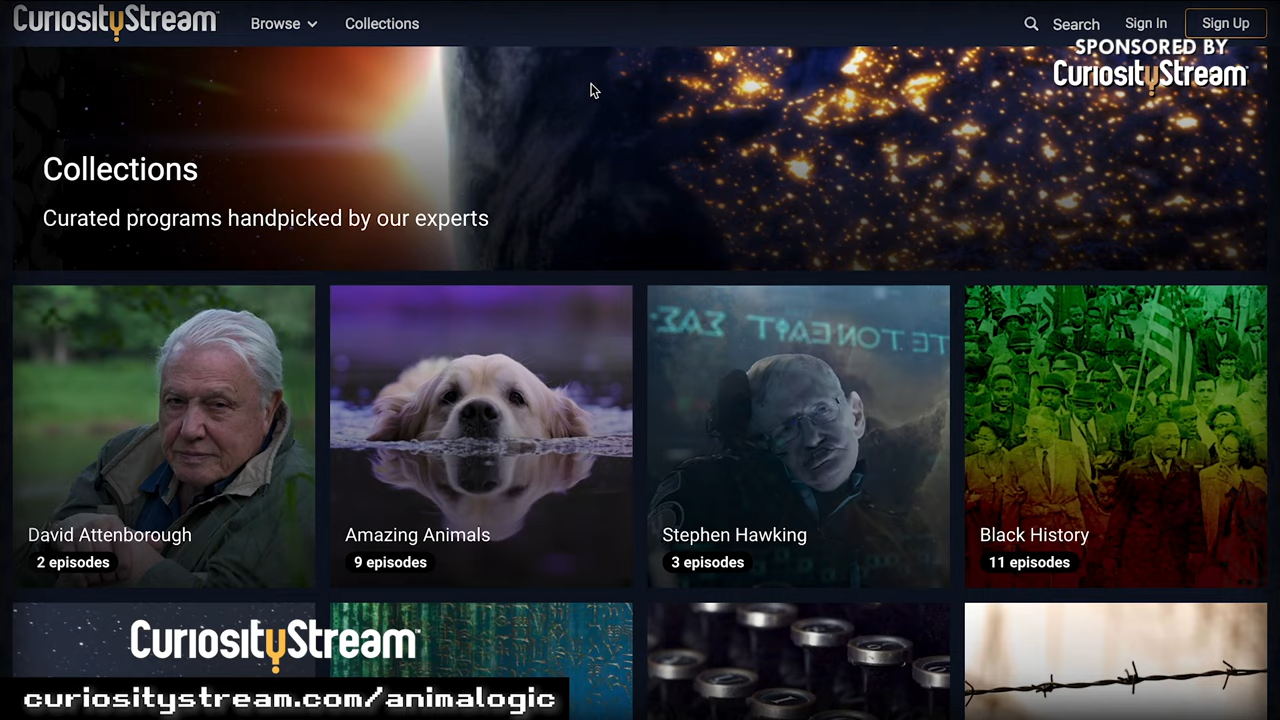 CuriosityStream
Browse
Collections
Search
Sign In
Sign Up
SPONSORED BY
CuriosityStream
Collections
Curated programs handpicked by our experts
David Attenborough
2 episodes
Amazing Animals
9 episodes
Stephen Hawking
3 episodes
Black History
11 episodes
CuriosityStream™
curiositystream.com/animalogic